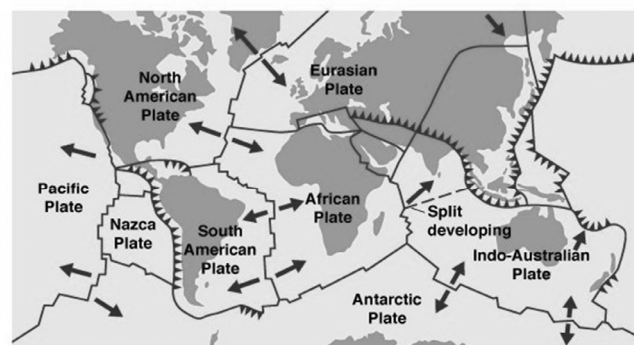 North
American
Plate
Eurasian
Plate
Pacific
Plate
Nazca
Plate
South
American
Plate
African
Plate
Split
developing
Indo-Australian
Plate
Antarctic
Plate